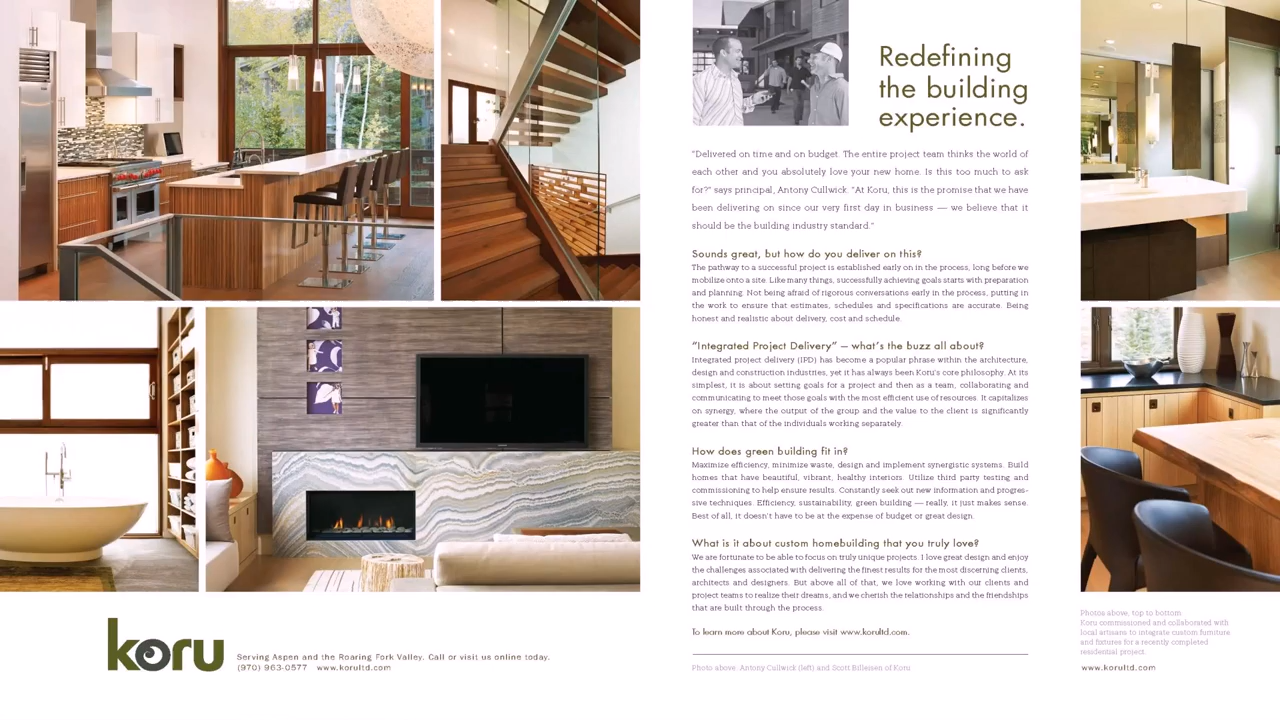 Redefining
the building
experience.
"Delivered on time and on budget. The entire project team thinks the world of
each other and you absolutely love your new home. Is this too much to ask
for?" says principal, Antony Cullwick. "At Koru, this is the promise that we have
been delivering on since our very first day in business — we believe that it
should be the building industry standard."
Sounds great, but how do you deliver on this?
The pathway to a successful project is established early on in the process, long before we
mobilize onto a site. Like many things, successfully achieving goals starts with preparation
and planning. Not being afraid of rigorous conversations early in the process, putting in
the work to ensure that estimates, schedules and specifications are accurate. Being
honest and realistic about delivery, cost and schedule.
"Integrated Project Delivery" – what's the buzz all about?
Integrated project delivery (IPD) has become a popular phrase within the architecture,
design and construction industries, yet it has always been Koru's core philosophy. At its
simplest, it is about setting goals for a project and then as a team, collaborating and
communicating to meet those goals with the most efficient use of resources. It capitalizes
on synergy, where the output of the group and the value to the client is significantly
greater than that of the individuals working separately.
How does green building fit in?
Maximize efficiency, minimize waste, design and implement synergistic systems. Build
homes that have beautiful, vibrant, healthy interiors. Utilize third party testing and
commissioning to help ensure results. Constantly seek out new information and progres-
sive techniques. Efficiency, sustainability, green building — really, it just makes sense.
Best of all, it doesn't have to be at the expense of budget or great design.
What is it about custom homebuilding that you truly love?
We are fortunate to be able to focus on truly unique projects. I love great design and enjoy
the challenges associated with delivering the finest results for the most discerning clients,
architects and designers. But above all of that, we love working with our clients and
project teams to realize their dreams, and we cherish the relationships and the friendships
that are built through the process.
To learn more about Koru, please visit www.korultd.com.
Photo above: Antony Cullwick (left) and Scott Billeisen of Koru
koru
Serving Aspen and the Roaring Fork Valley. Call or visit us online today.
(970) 963-0577 www.korultd.com
Photos above, top to bottom
Koru commissioned and collaborated with
local artisans to integrate custom furniture
and fixtures for a recently completed
residential project.
www.korultd.com